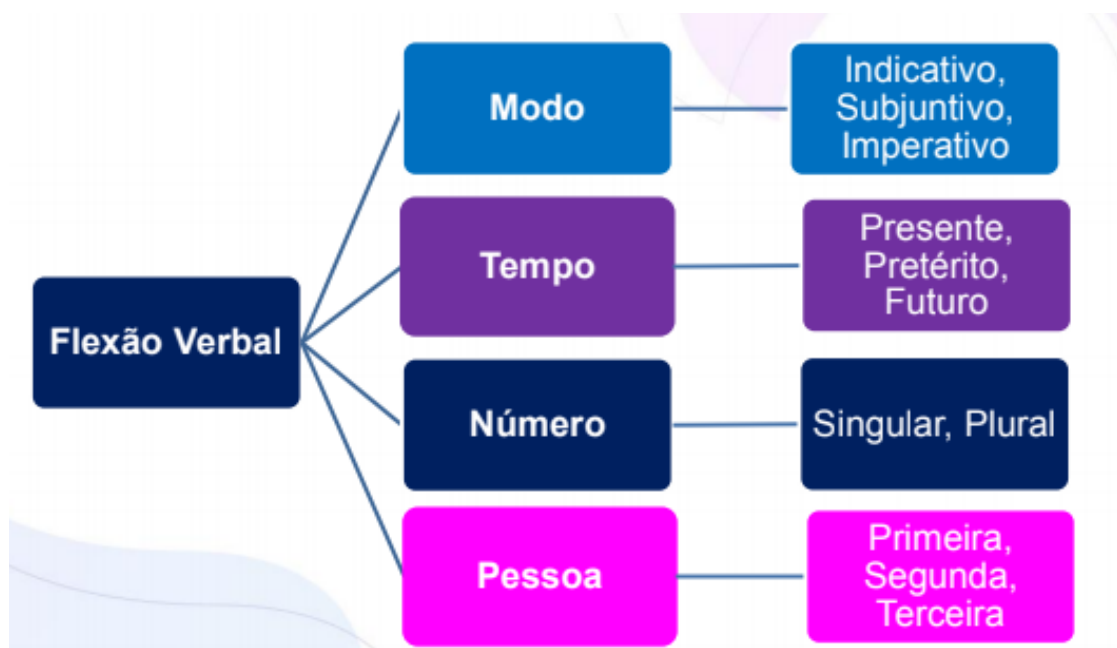 Flexão Verbal
Modo
Indicativo,
Subjuntivo,
Imperativo
Tempo
Presente,
Pretérito,
Futuro
Número
Singular, Plural
Pessoa
Primeira,
Segunda,
Terceira